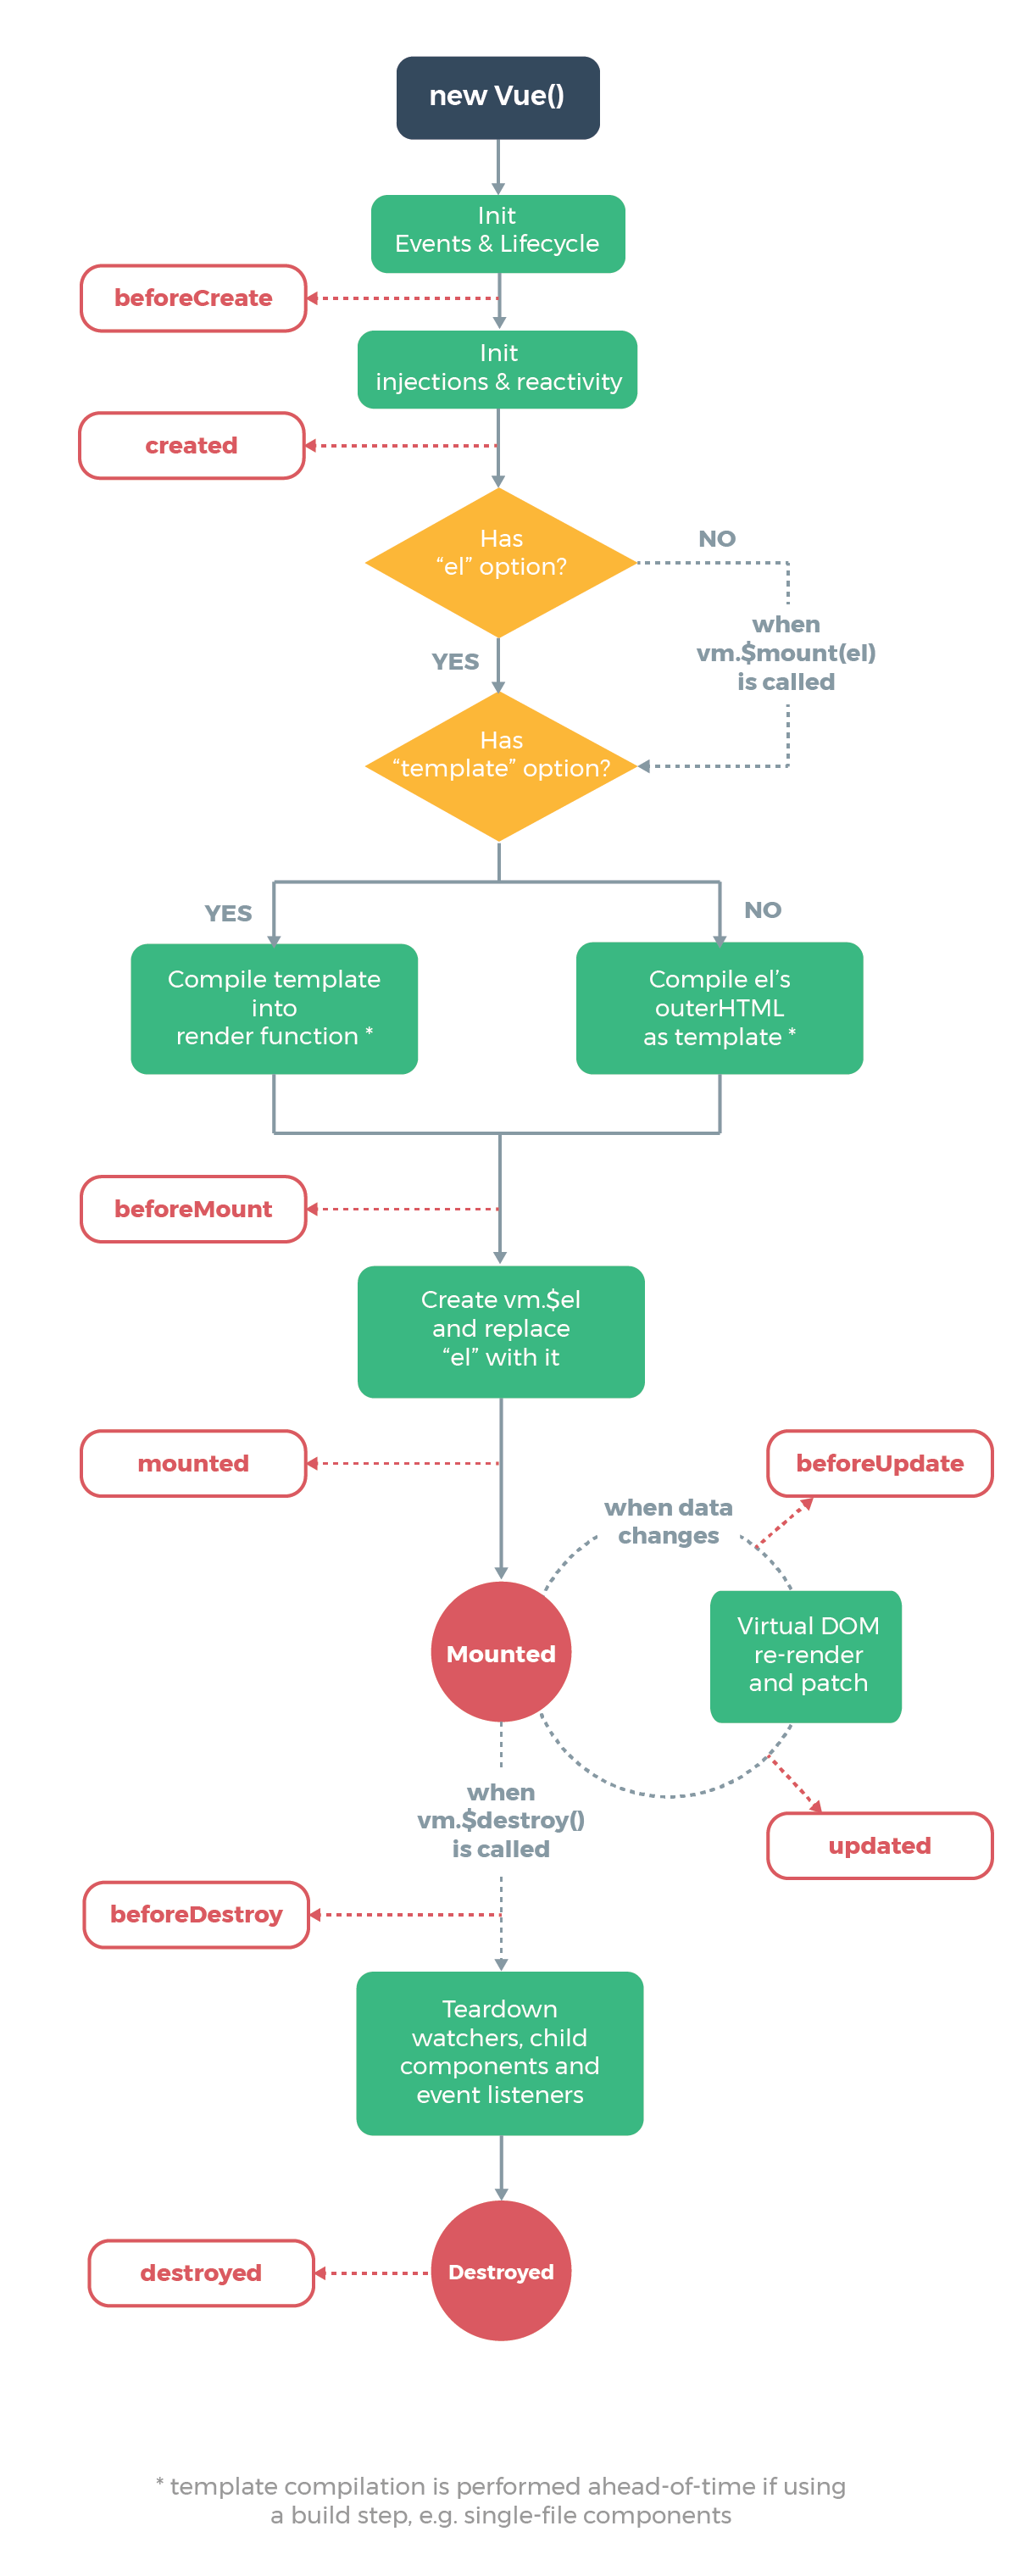 new Vue()
Init
Events & Lifecycle
beforeCreate
Init
injections & reactivity
created
Has
“el” option?
NO
when
vm.$mount(el)
is called
YES
Has
“template” option?
YES
NO
Compile template
into
render function *
Compile el’s
outerHTML
as template *
beforeMount
Create vm.$el
and replace
“el” with it
mounted
beforeUpdate
when data
changes
Mounted
Virtual DOM
re-render
and patch
when
vm.$destroy()
is called
updated
beforeDestroy
Teardown
watchers, child
components and
event listeners
destroyed
Destroyed
* template compilation is performed ahead-of-time if using
a build step, e.g. single-file components